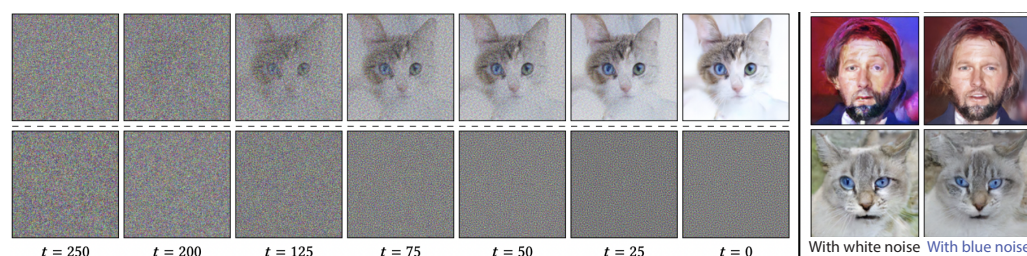 t = 250 t = 200 t = 125 t = 75 t = 50 t = 25 t = 0
With white noise With blue noise